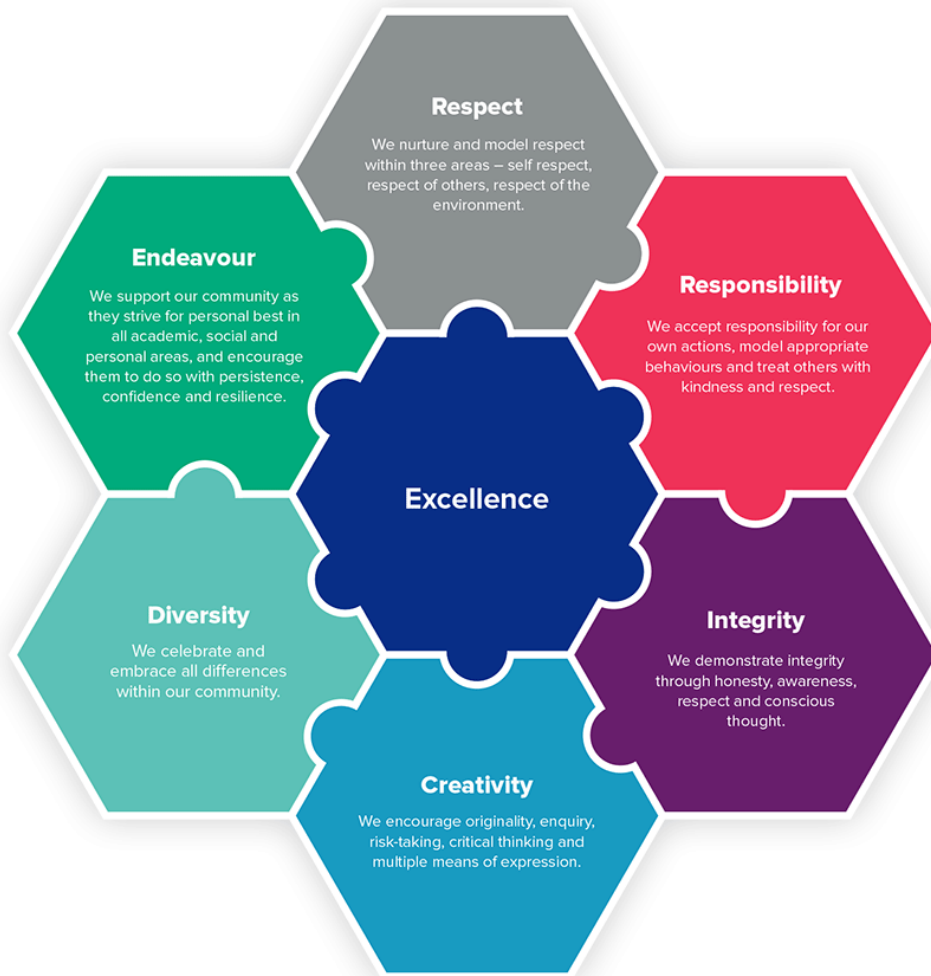 Respect
We nurture and model respect
within three areas – self respect,
respect of others, respect of the
environment.
Endeavour
We support our community as
they strive for personal best in
all academic, social and
personal areas, and encourage
them to do so with persistence,
confidence and resilience.
Responsibility
We accept responsibility for our
own actions, model appropriate
behaviours and treat others with
kindness and respect.
Excellence
Diversity
We celebrate and
embrace all differences
within our community.
Integrity
We demonstrate integrity
through honesty, awareness,
respect and conscious
thought.
Creativity
We encourage originality, enquiry,
risk-taking, critical thinking and
multiple means of expression.